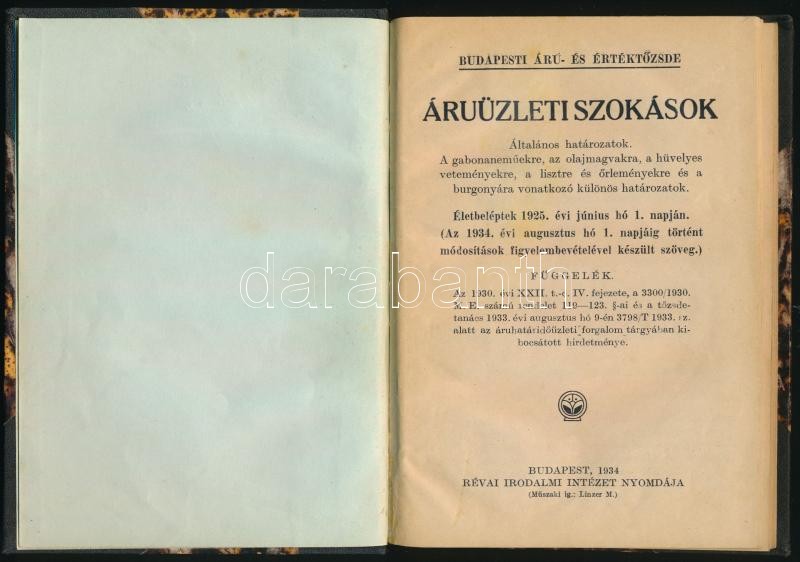 BUDAPESTI ÁRU- ÉS ÉRTÉKTŐZSDE
ÁRUÜZLETI SZOKÁSOK
Általános határozatok.
A gabonaneműekre, az olajmagvakra, a hüvelyes
veteményekre, a lisztre és őrleményekre és a
burgonyára vonatkozó különös határozatok.
Életbeléptek 1925. évi június hó 1. napján.
(Az 1934. évi augusztus hó 1. napjáig történt
módosítások figyelembevételével készült szöveg.)
FÜGGELÉK.
Az 1930. évi XXII. t.-c. IV. fejezete, a 3300/1930.
M. E. számú rendelet 119—123. §-ai és a tőzsde-
tanács 1933. évi augusztus hó 9-én 3798/T 1933. sz.
alatt az áruhatáridőüzleti forgalom tárgyában ki-
bocsátott hirdetménye.
BUDAPEST, 1934
RÉVAI IRODALMI INTÉZET NYOMDÁJA
(Műszaki ig.: Linzer M.)
darabanth